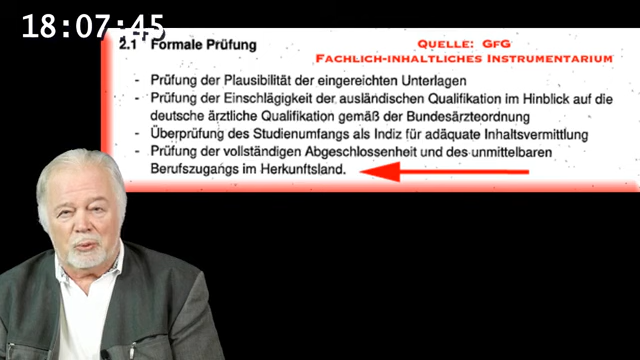 18:07:45
2.1 Formale Prüfung
Quelle: GfG
Fachlich-inhaltliches Instrumentarium
- Prüfung der Plausibilität der eingereichten Unterlagen
- Prüfung der Einschlägigkeit der ausländischen Qualifikation im Hinblick auf die
deutsche ärztliche Qualifikation gemäß der Bundesärzteordnung
- Überprüfung des Studienumfangs als Indiz für adäquate Inhaltsvermittlung
- Prüfung der vollständigen Abgeschlossenheit und des unmittelbaren
Berufszugangs im Herkunftsland.